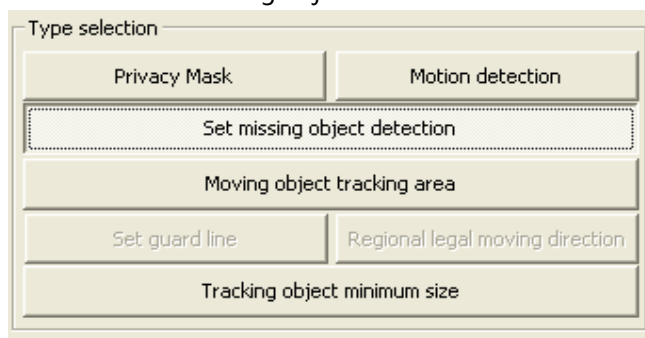 Type selection
Privacy Mask Motion detection
Set missing object detection
Moving object tracking area
Set guard line Regional legal moving direction
Tracking object minimum size